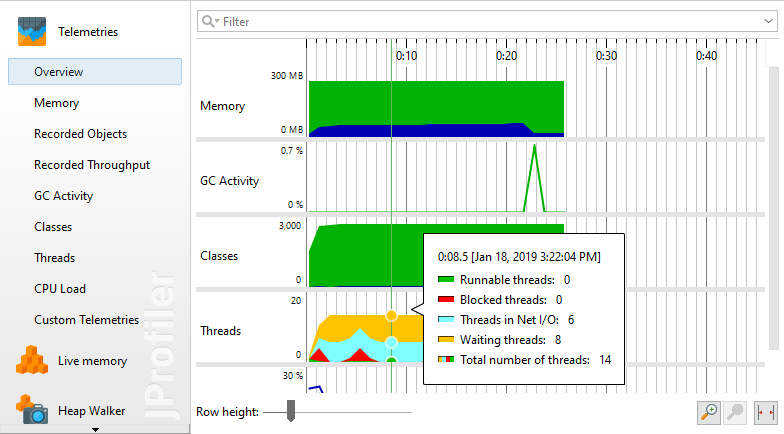 Telemetries
Overview
Memory
Recorded Objects
Recorded Throughput
GC Activity
Classes
Threads
CPU Load
Custom Telemetries
Live memory
Heap Walker
JProfiler
Filter
0:10 0:20 0:30 0:40
300 MB
Memory
0 MB
0.7 %
GC Activity
0 %
3,000
Classes
0
20
Threads
0
30 %
0:08.5 [Jan 18, 2019 3:22:04 PM]
Runnable threads: 0
Blocked threads: 0
Threads in Net I/O: 6
Waiting threads: 8
Total number of threads: 14
Row height: